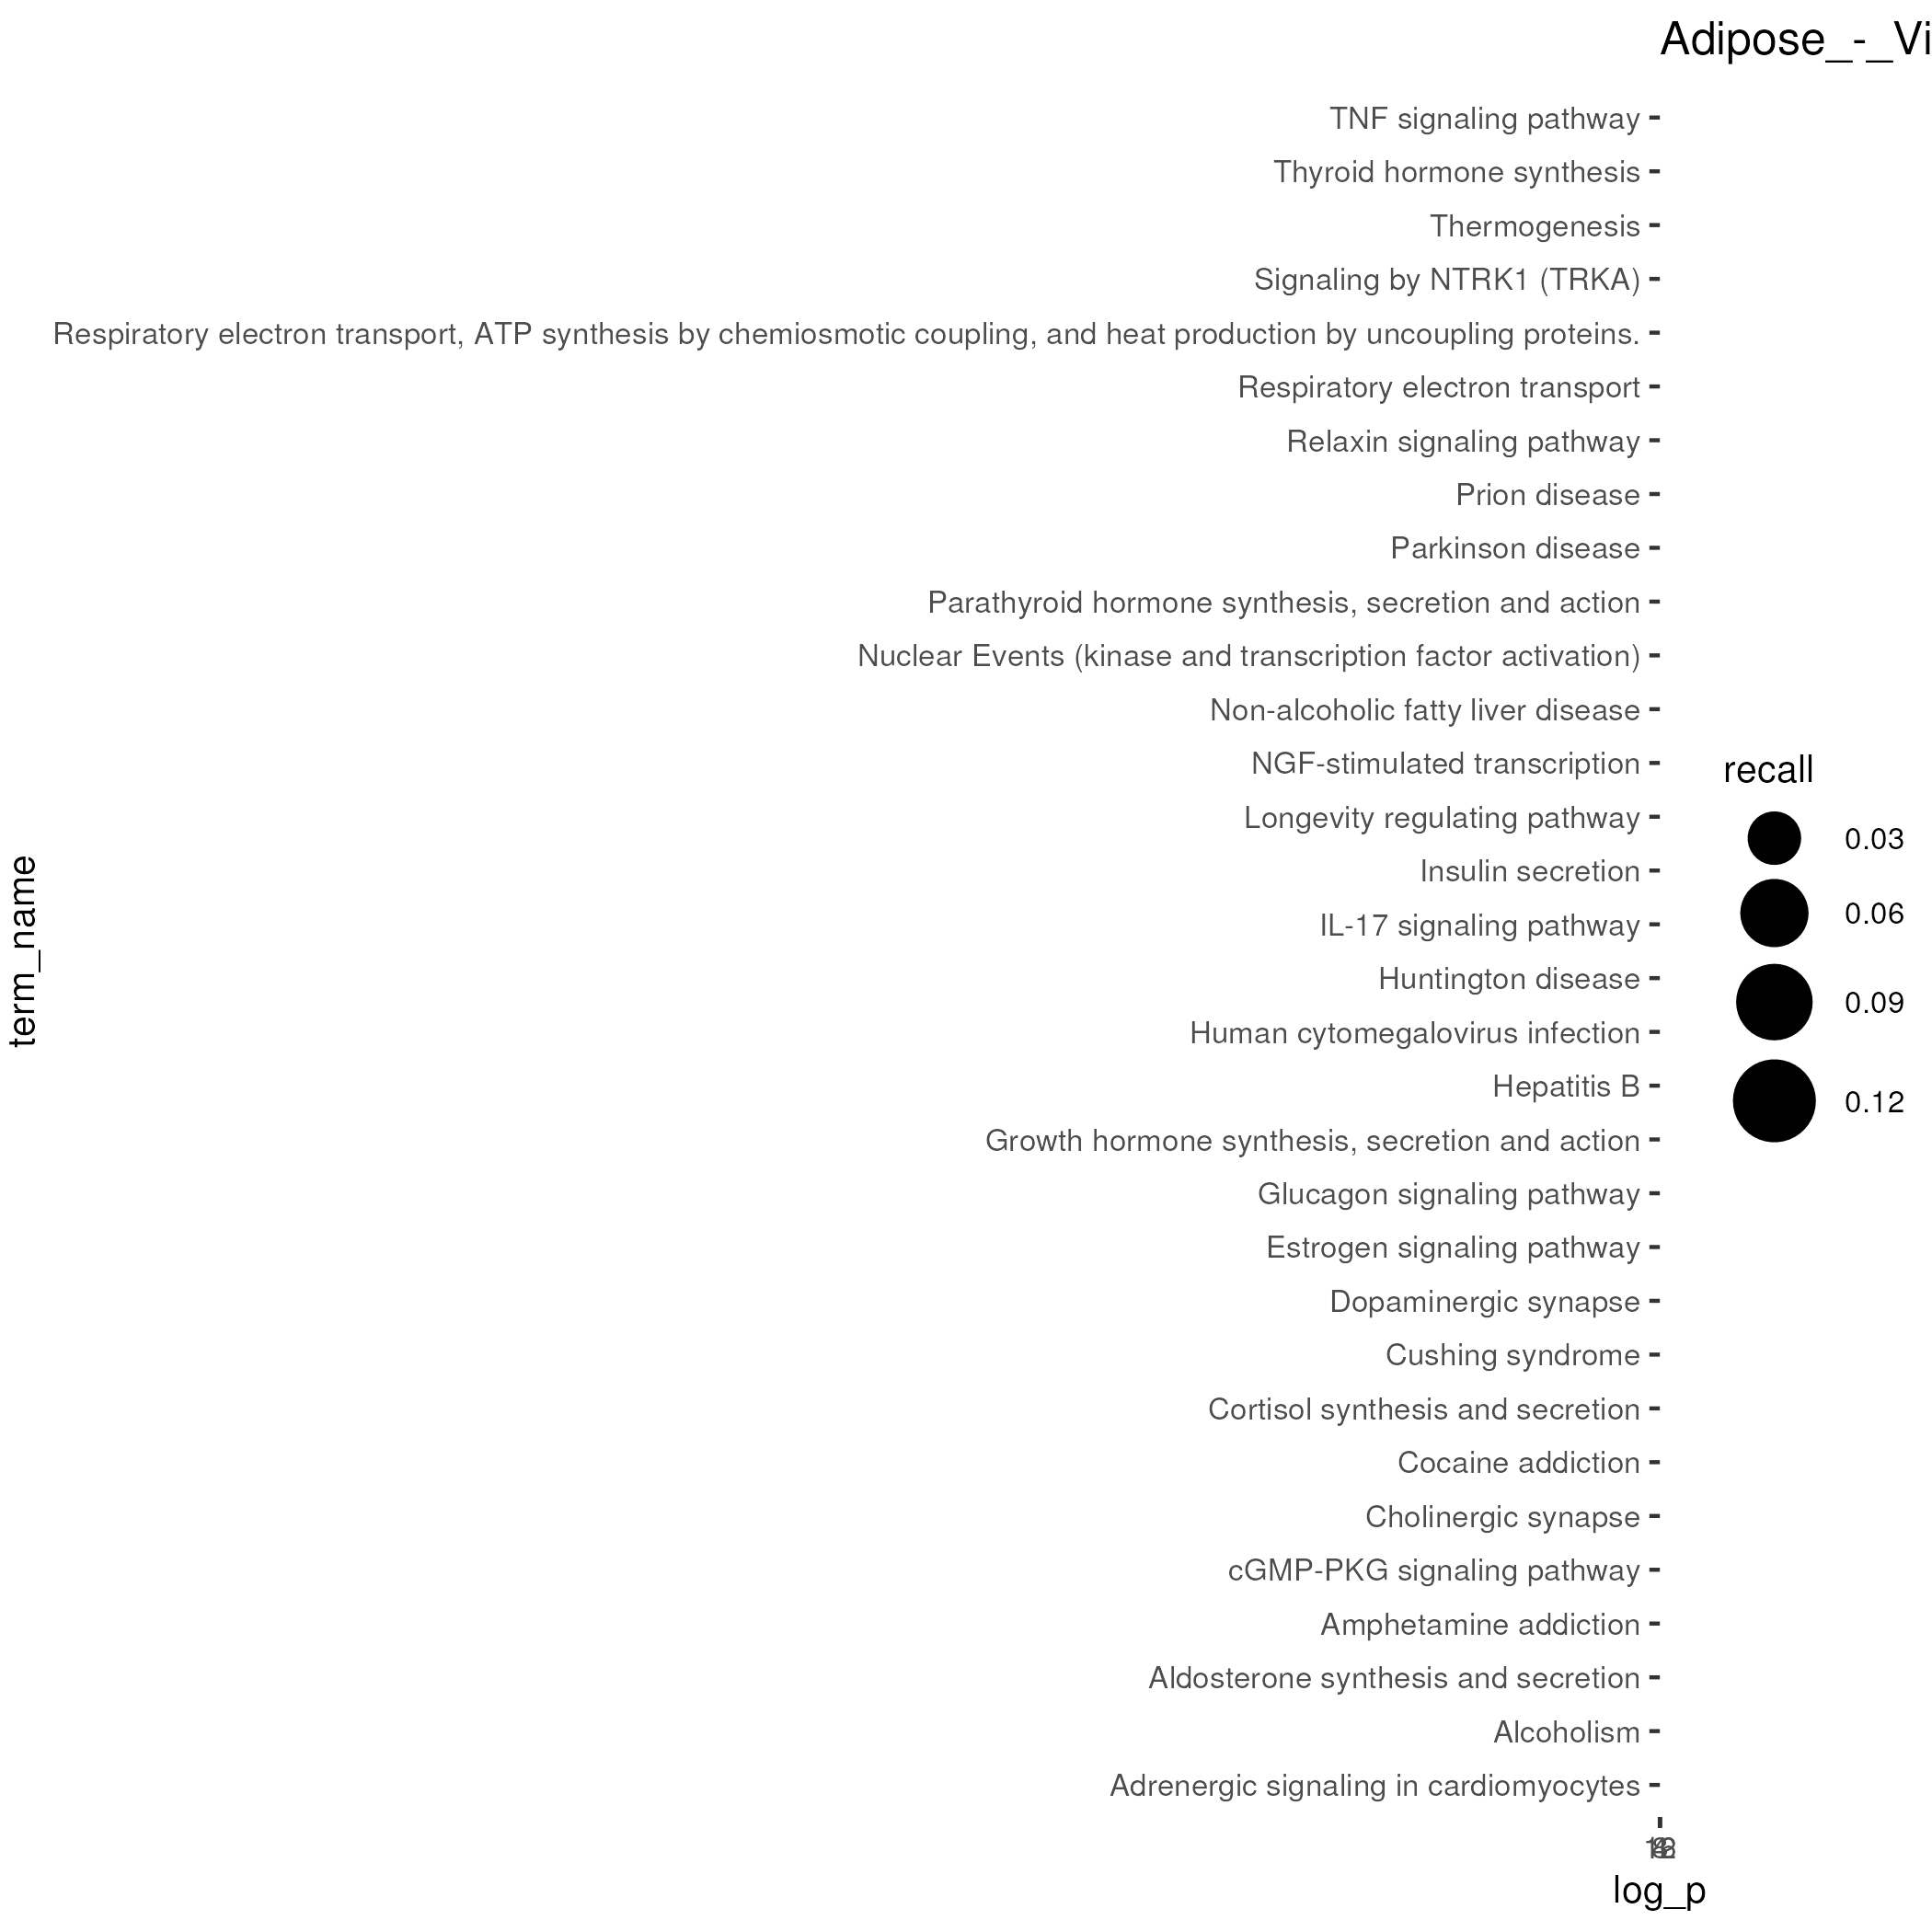 Adipose_-_Vi
TNF signaling pathway
Thyroid hormone synthesis
Thermogenesis
Signaling by NTRK1 (TRKA)
Respiratory electron transport, ATP synthesis by chemiosmotic coupling, and heat production by uncoupling proteins.
Respiratory electron transport
Relaxin signaling pathway
Prion disease
Parkinson disease
Parathyroid hormone synthesis, secretion and action
Nuclear Events (kinase and transcription factor activation)
Non-alcoholic fatty liver disease
NGF-stimulated transcription
Longevity regulating pathway
Insulin secretion
IL-17 signaling pathway
Huntington disease
Human cytomegalovirus infection
Hepatitis B
Growth hormone synthesis, secretion and action
Glucagon signaling pathway
Estrogen signaling pathway
Dopaminergic synapse
Cushing syndrome
Cortisol synthesis and secretion
Cocaine addiction
Cholinergic synapse
cGMP-PKG signaling pathway
Amphetamine addiction
Aldosterone synthesis and secretion
Alcoholism
Adrenergic signaling in cardiomyocytes
term_name
log_p
recall
0.03
0.06
0.09
0.12